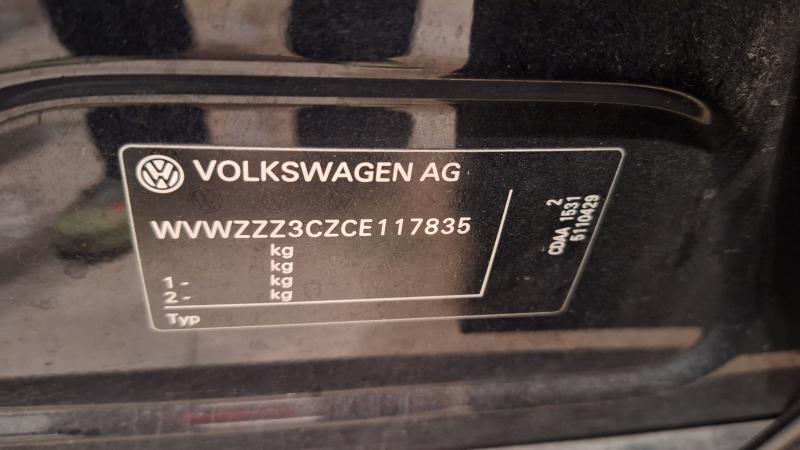 VOLKSWAGEN AG
WVWZZZ3CZCE117835
kg
kg
1 - kg
2 - kg
Typ
2
CDAA 1531
5110429